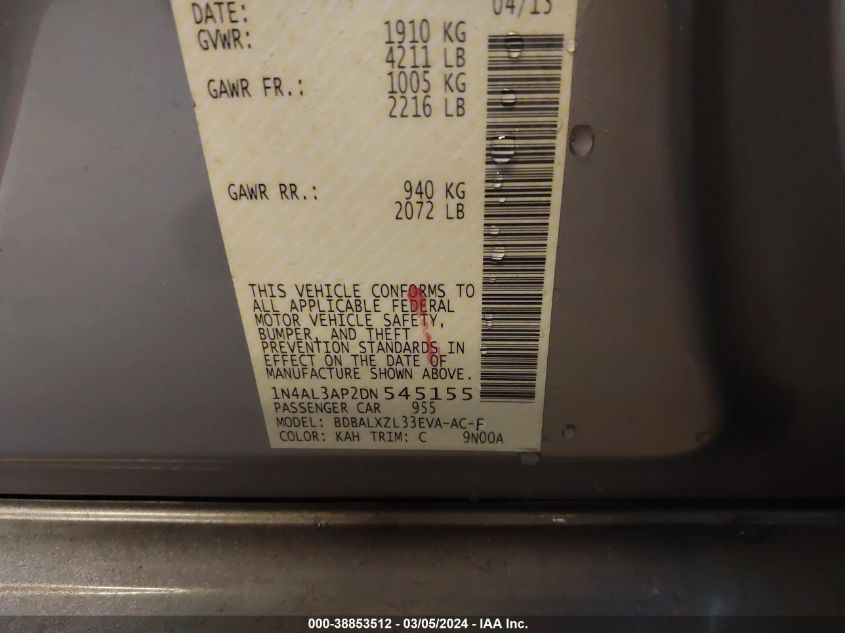 DATE: 04/13
GVWR: 1910 KG
4211 LB
GAWR FR.: 1005 KG
2216 LB
GAWR RR.: 940 KG
2072 LB
THIS VEHICLE CONFORMS TO
ALL APPLICABLE FEDERAL
MOTOR VEHICLE SAFETY,
BUMPER, AND THEFT
PREVENTION STANDARDS IN
EFFECT ON THE DATE OF
MANUFACTURE SHOWN ABOVE.
1N4AL3AP2DN545155
PASSENGER CAR 955
MODEL: BDBALXZL33EVA-AC-F
COLOR: KAH TRIM: C 9N00A
000-38853512 — 03/05/2024 — IAA Inc.